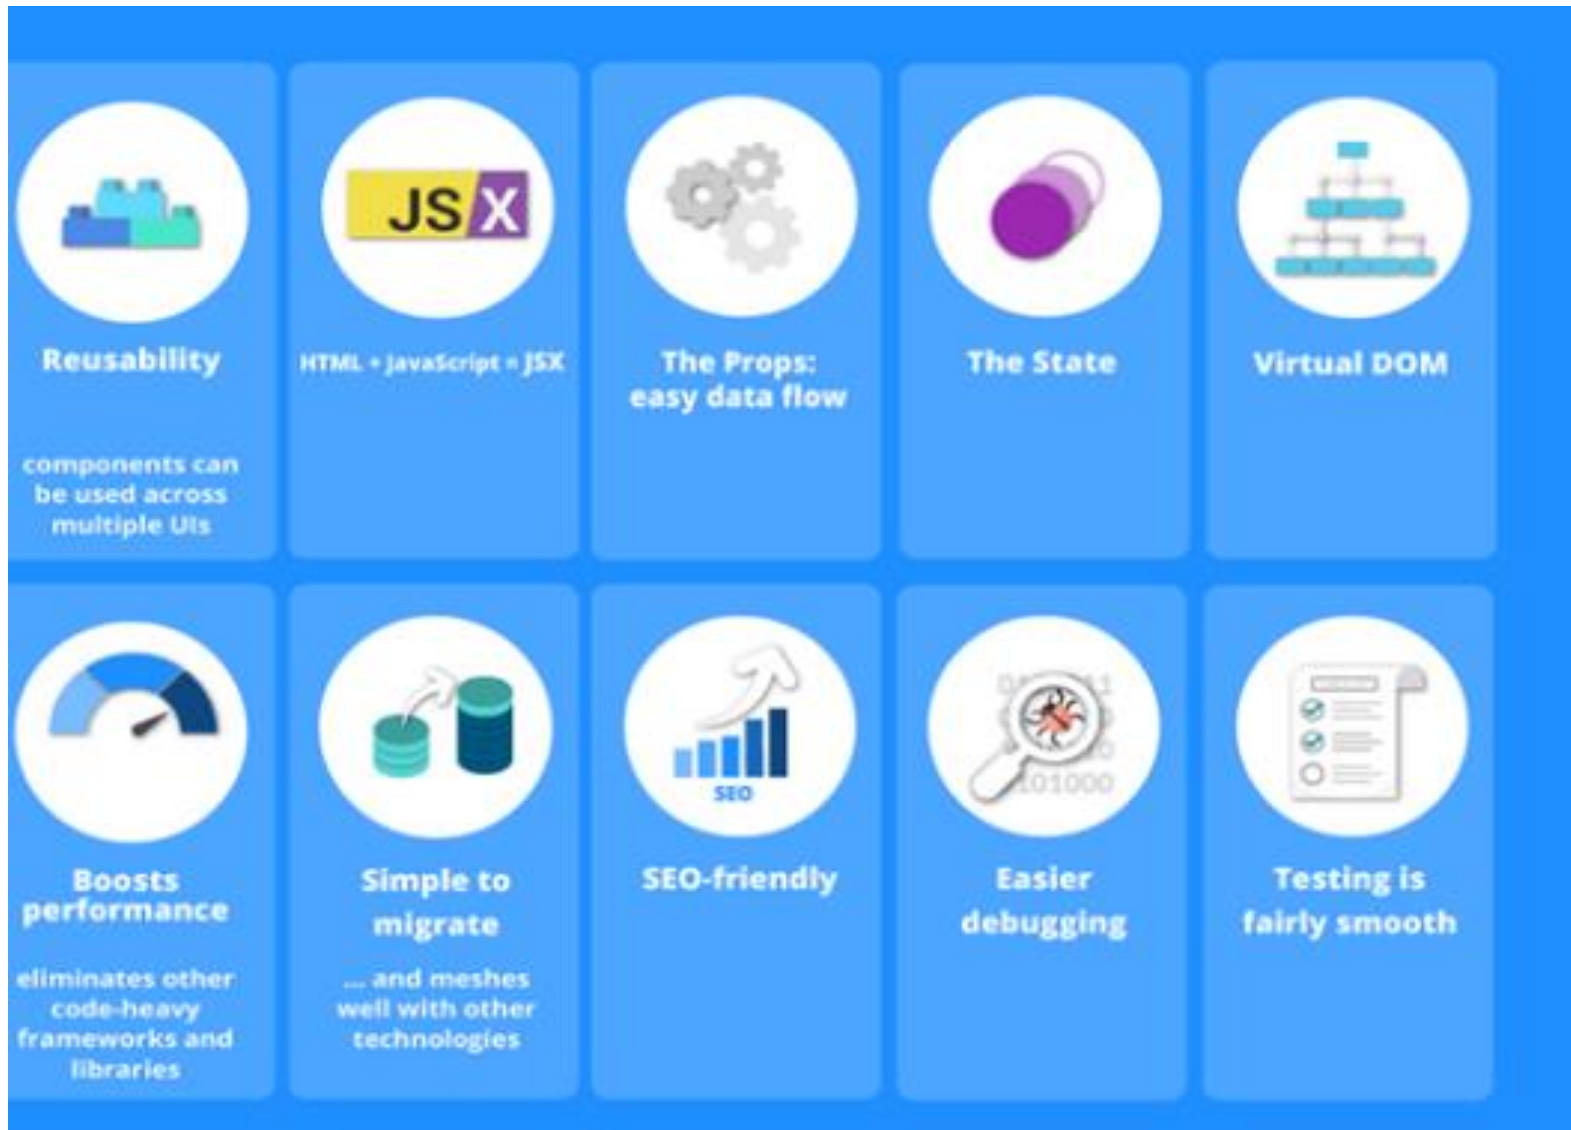 JSX
Reusability
components can
be used across
multiple UIs
HTML + JavaScript = JSX
The Props:
easy data flow
The State
Virtual DOM
Boosts
performance
eliminates other
code-heavy
frameworks and
libraries
Simple to
migrate
... and meshes
well with other
technologies
SEO
SEO-friendly
101000
Easier
debugging
Testing is
fairly smooth